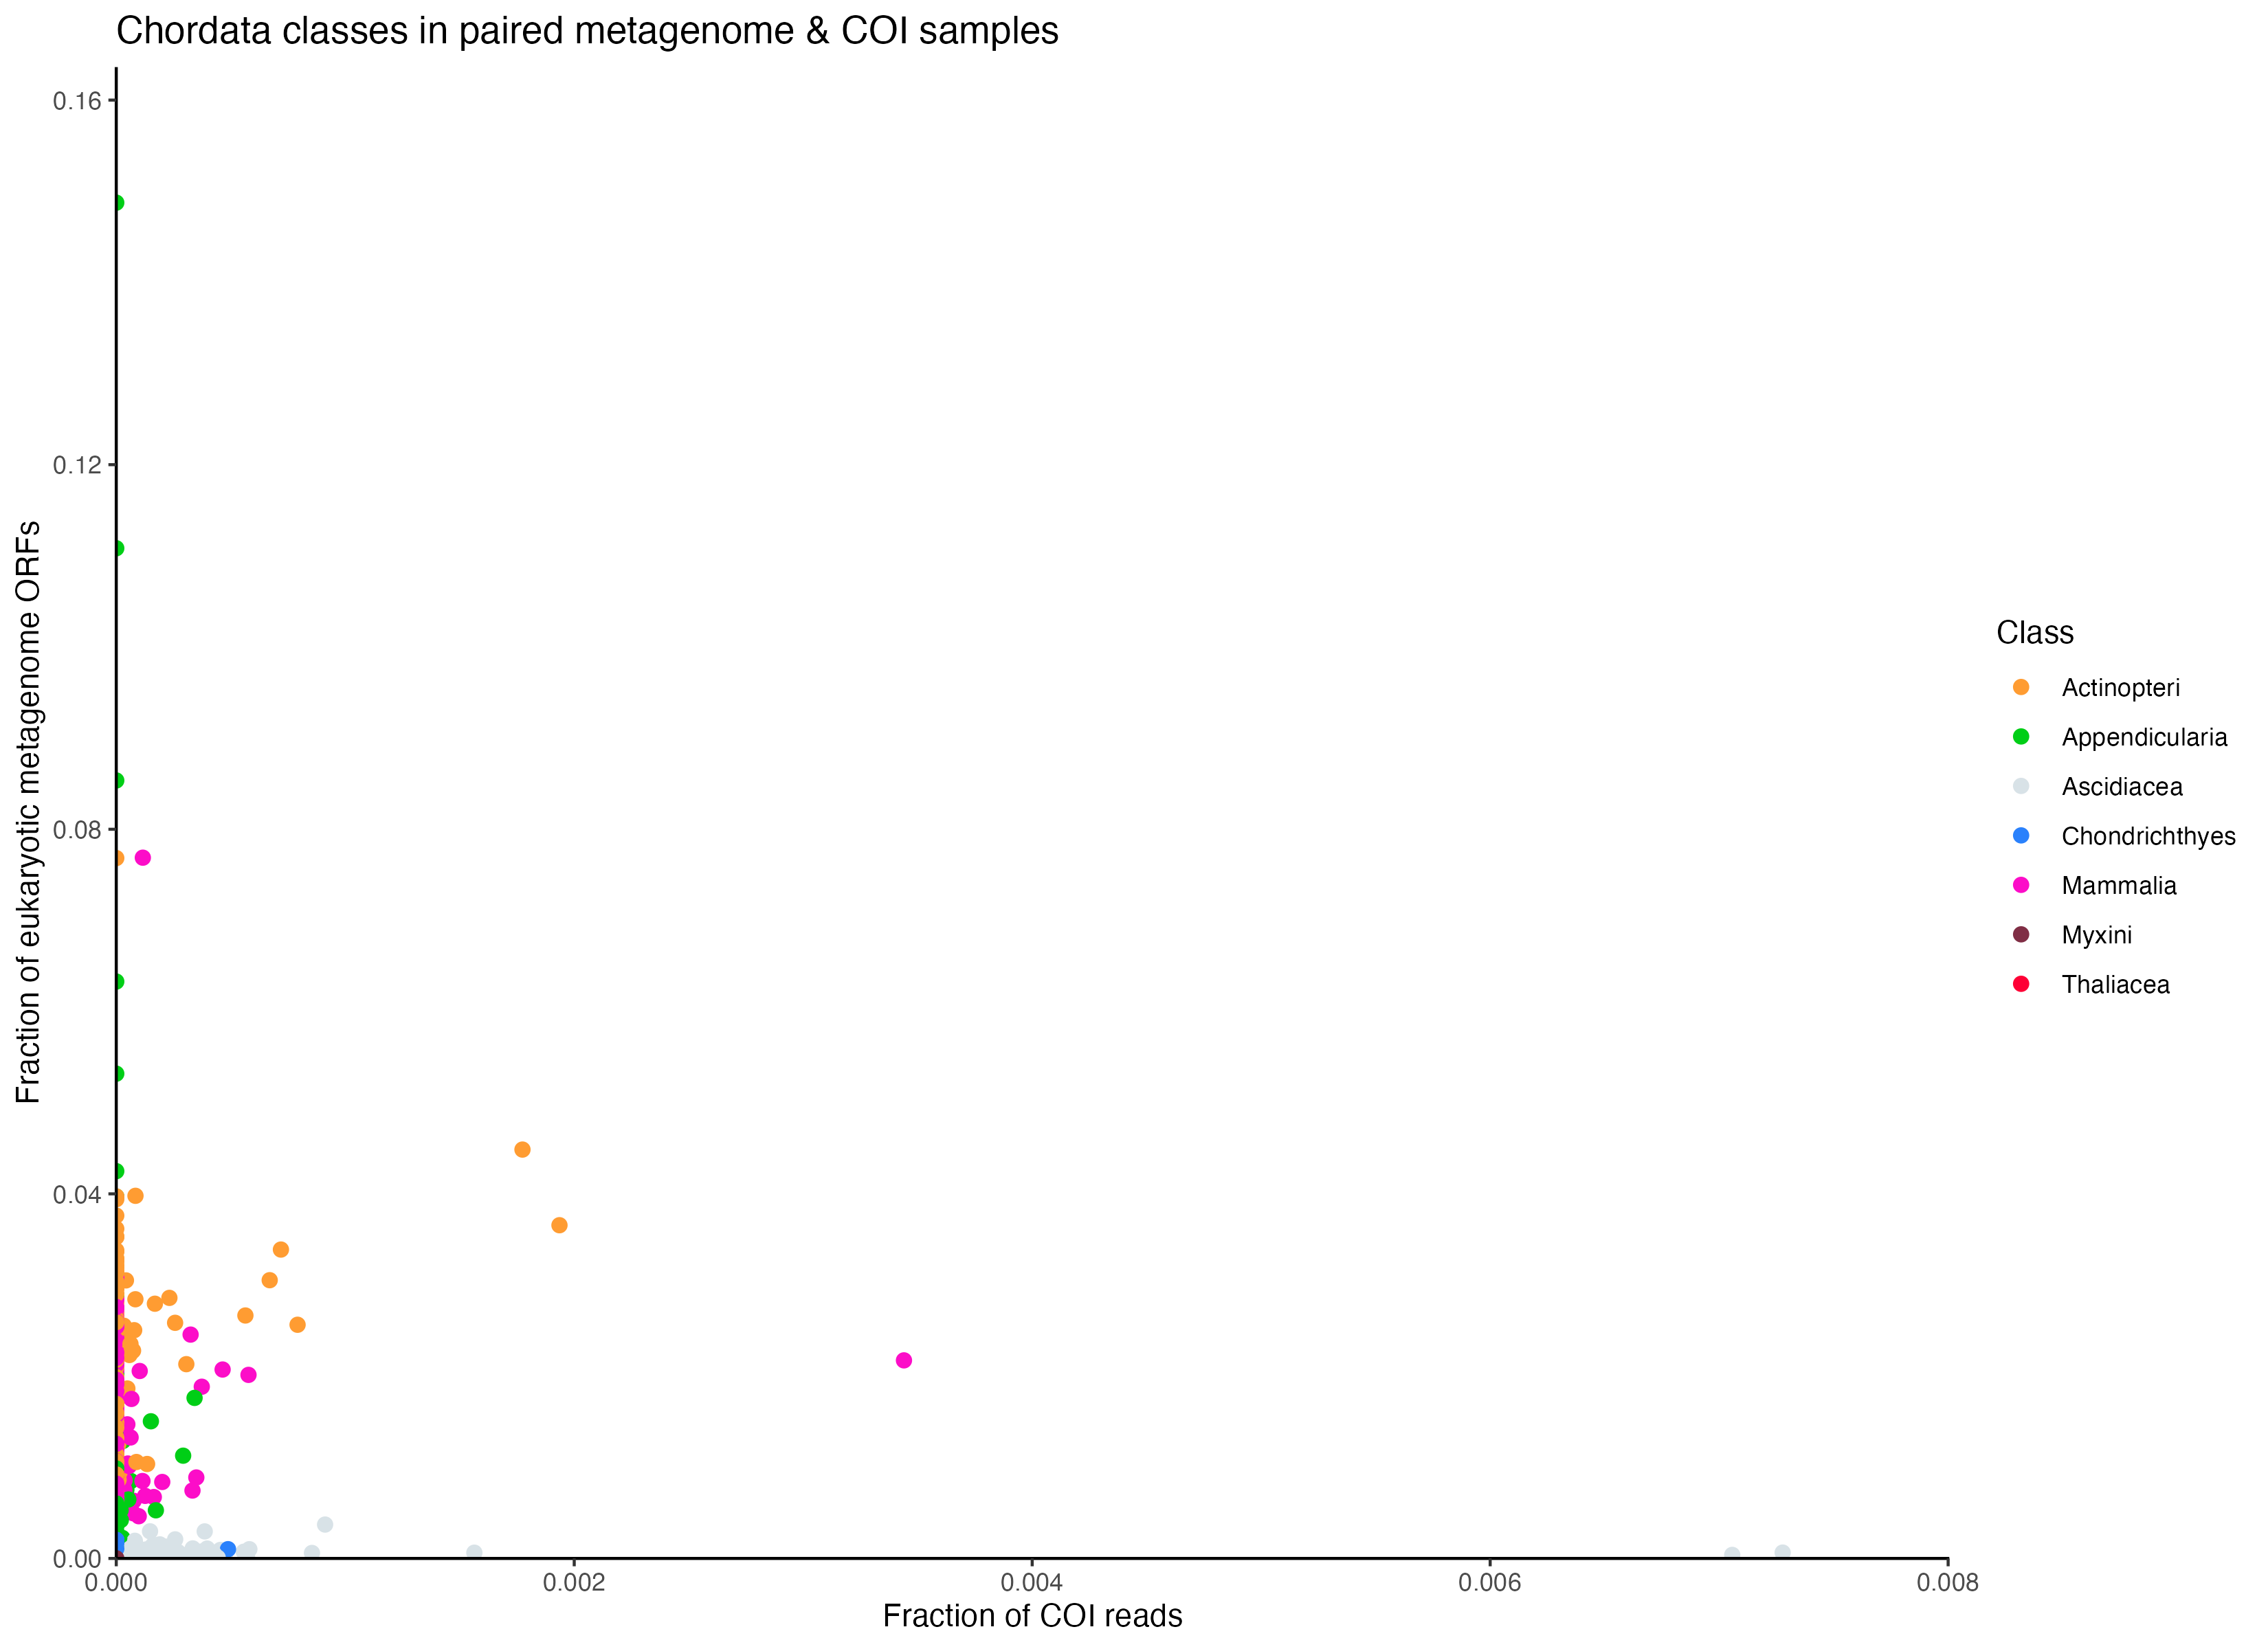 Chordata classes in paired metagenome & COI samples
0.16
0.12
0.08
0.04
0.00
Fraction of eukaryotic metagenome ORFs
0.000
0.002
0.004
0.006
0.008
Fraction of COI reads
Class
Actinopteri
Appendicularia
Ascidiacea
Chondrichthyes
Mammalia
Myxini
Thaliacea